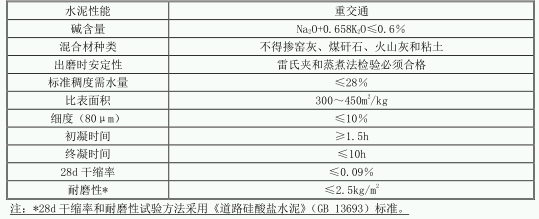 水泥性能 重交通
碱含量 Na₂O+0.658K₂O≤0.6%
混合材种类 不得掺窑灰、煤矸石、火山灰和粘土
出磨时安定性 雷氏夹和蒸煮法检验必须合格
标准稠度需水量 ≤28%
比表面积 300～450m²/kg
细度（80μm） ≤10%
初凝时间 ≥1.5h
终凝时间 ≤10h
28d 干缩率 ≤0.09%
耐磨性* ≤2.5kg/m²
注：*28d 干缩率和耐磨性试验方法采用《道路硅酸盐水泥》（GB 13693）标准。